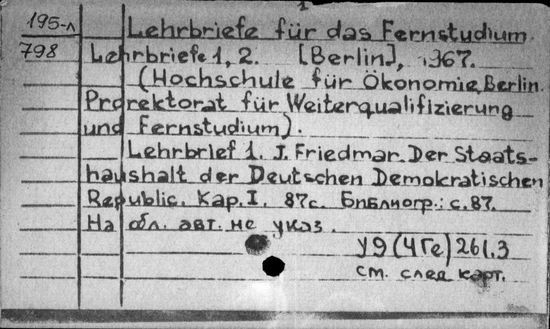 1
195-л Lehrbriefe für das Fernstudium.
798 Lehrbriefe 1, 2. [Berlin], 1967.
(Hochschule für Ökonomie, Berlin.
Prorektorat für Weiterqualifizierung
und Fernstudium).
Lehrbrief 1. J. Friedmar. Der Staats-
haushalt der Deutschen Demokratischen
Republic. Kap. I. 87c. Библиогр.: с. 87.
На обл. авт. не указ.
У9(4Ге)261.3
см. след карт.